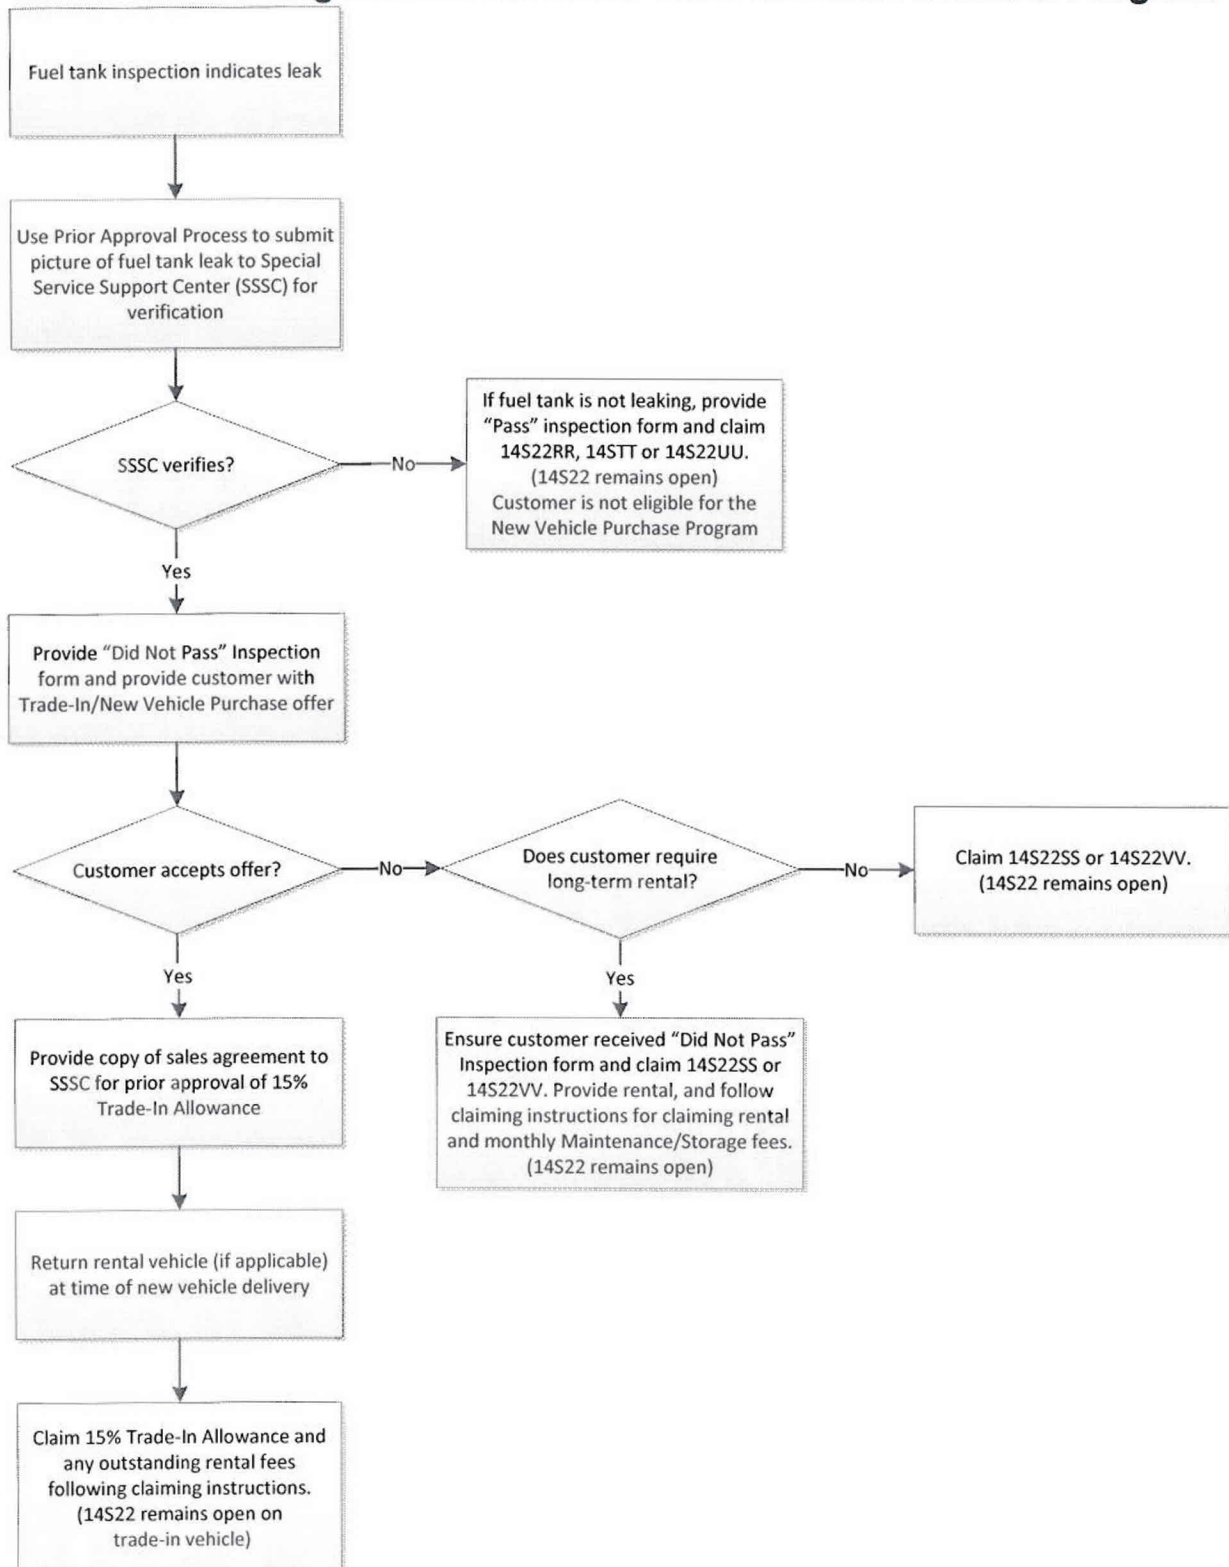 Fuel tank inspection indicates leak
Use Prior Approval Process to submit
picture of fuel tank leak to Special
Service Support Center (SSSC) for
verification
SSSC verifies?
No
If fuel tank is not leaking, provide
“Pass” inspection form and claim
14S22RR, 14STT or 14S22UU.
(14S22 remains open)
Customer is not eligible for the
New Vehicle Purchase Program
Yes
Provide “Did Not Pass” Inspection
form and provide customer with
Trade-In/New Vehicle Purchase offer
Customer accepts offer?
No
Does customer require
long-term rental?
No
Claim 14S22SS or 14S22VV.
(14S22 remains open)
Yes
Yes
Provide copy of sales agreement to
SSSC for prior approval of 15%
Trade-In Allowance
Ensure customer received “Did Not Pass”
Inspection form and claim 14S22SS or
14S22VV. Provide rental, and follow
claiming instructions for claiming rental
and monthly Maintenance/Storage fees.
(14S22 remains open)
Return rental vehicle (if applicable)
at time of new vehicle delivery
Claim 15% Trade-In Allowance and
any outstanding rental fees
following claiming instructions.
(14S22 remains open on
trade-in vehicle)